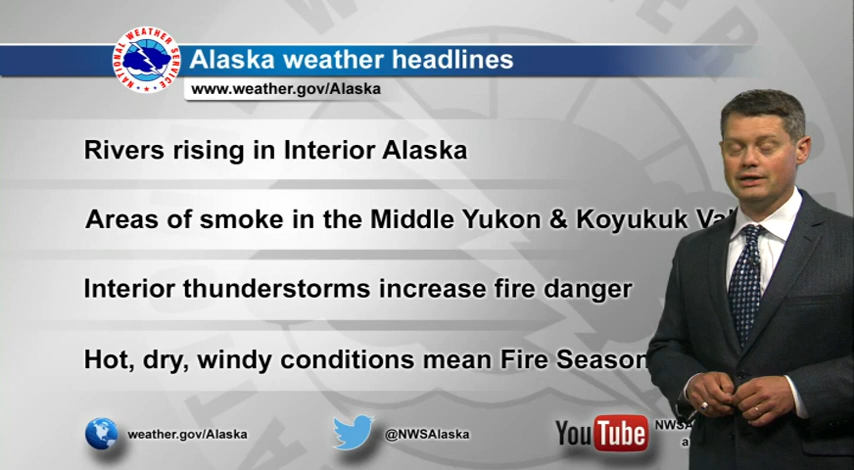 NATIONAL WEATHER SERVICE
Alaska weather headlines
www.weather.gov/Alaska
Rivers rising in Interior Alaska
Areas of smoke in the Middle Yukon & Koyukuk
Interior thunderstorms increase fire danger
Hot, dry, windy conditions mean Fire Season
weather.gov/Alaska
@NWSAlaska
YouTube